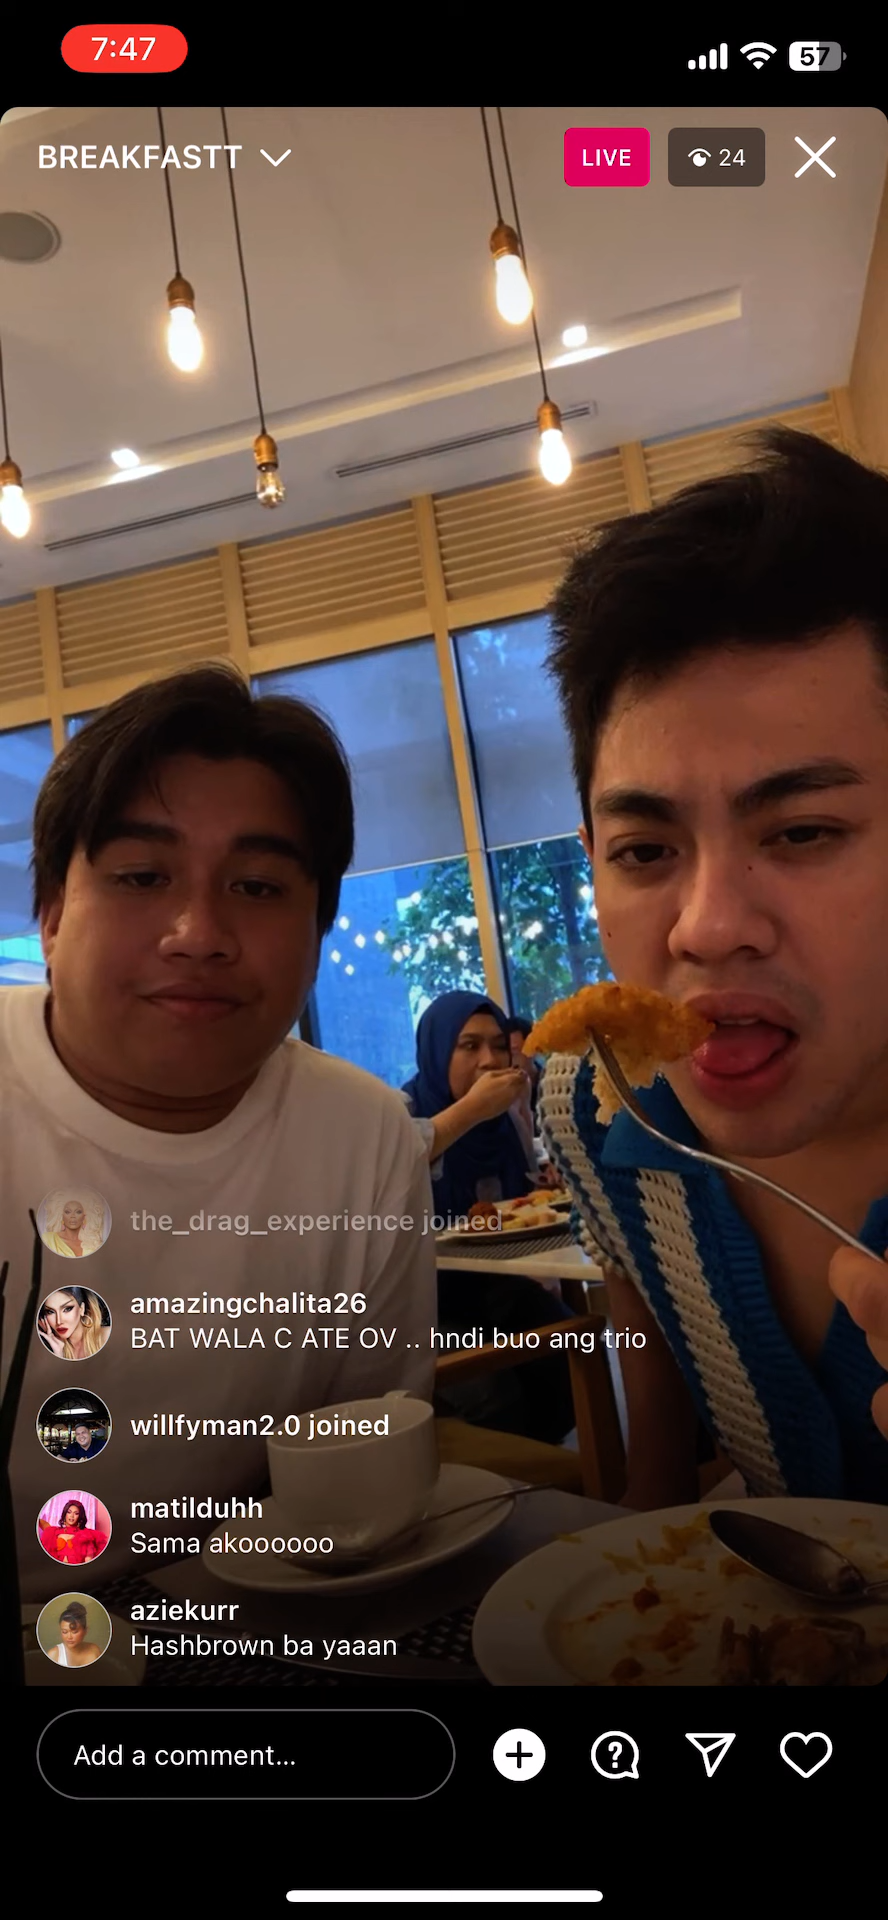 7:47
57
BREAKFASTT
LIVE
24
the_drag_experience joined
amazingchalita26
BAT WALA C ATE OV .. hndi buo ang trio
willfyman2.0 joined
matilduhh
Sama akoooooo
aziekurr
Hashbrown ba yaaan
Add a comment...